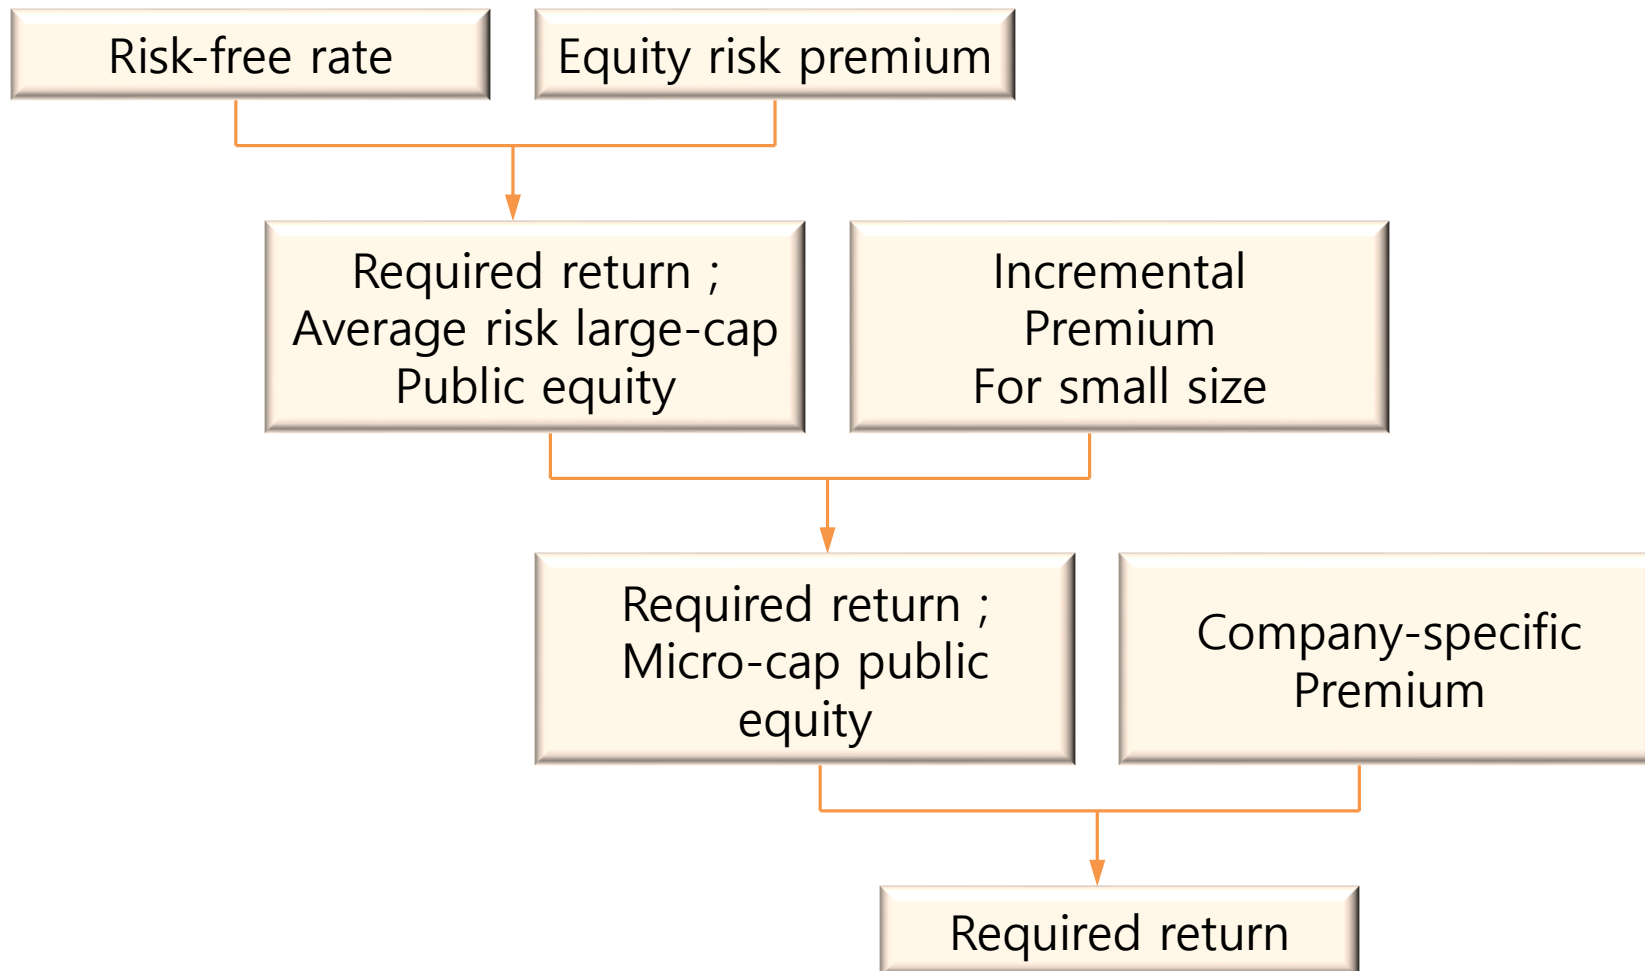 Risk-free rate
Equity risk premium
Required return ;
Average risk large-cap
Public equity
Incremental
Premium
For small size
Required return ;
Micro-cap public
equity
Company-specific
Premium
Required return